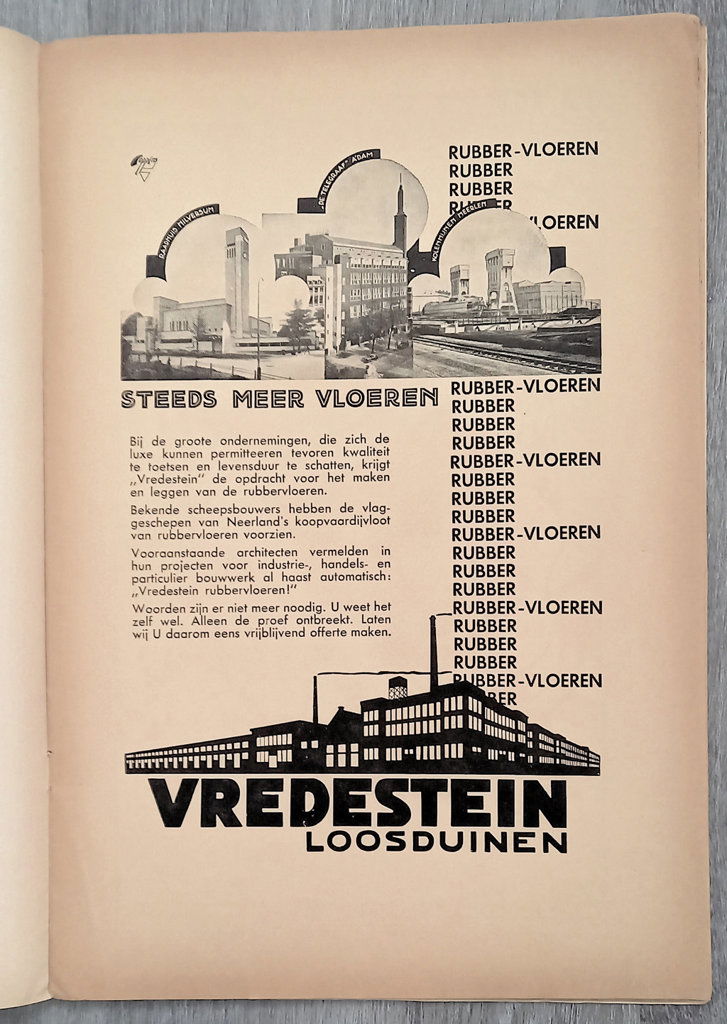 RAADHUIS HILVERSUM
„DE TELEGRAAF" A'DAM
KOLENMIJNEN HEERLEN
RUBBER-VLOEREN
RUBBER
RUBBER
RUBBER
VLOEREN
STEEDS MEER VLOEREN
Bij de groote ondernemingen, die zich de
luxe kunnen permitteeren tevoren kwaliteit
te toetsen en levensduur te schatten, krijgt
„Vredestein" de opdracht voor het maken
en leggen van de rubbervloeren.
Bekende scheepsbouwers hebben de vlag-
geschepen van Neerland's koopvaardijvloot
van rubbervloeren voorzien.
Vooraanstaande architecten vermelden in
hun projecten voor industrie-, handels- en
particulier bouwwerk al haast automatisch:
„Vredestein rubbervloeren!"
Woorden zijn er niet meer noodig. U weet het
zelf wel. Alleen de proef ontbreekt. Laten
wij U daarom eens vrijblijvend offerte maken.
RUBBER-VLOEREN
RUBBER
RUBBER
RUBBER
RUBBER-VLOEREN
RUBBER
RUBBER
RUBBER
RUBBER-VLOEREN
RUBBER
RUBBER
RUBBER
RUBBER-VLOEREN
RUBBER
RUBBER
RUBBER
RUBBER-VLOEREN
BER
VREDESTEIN
LOOSDUINEN